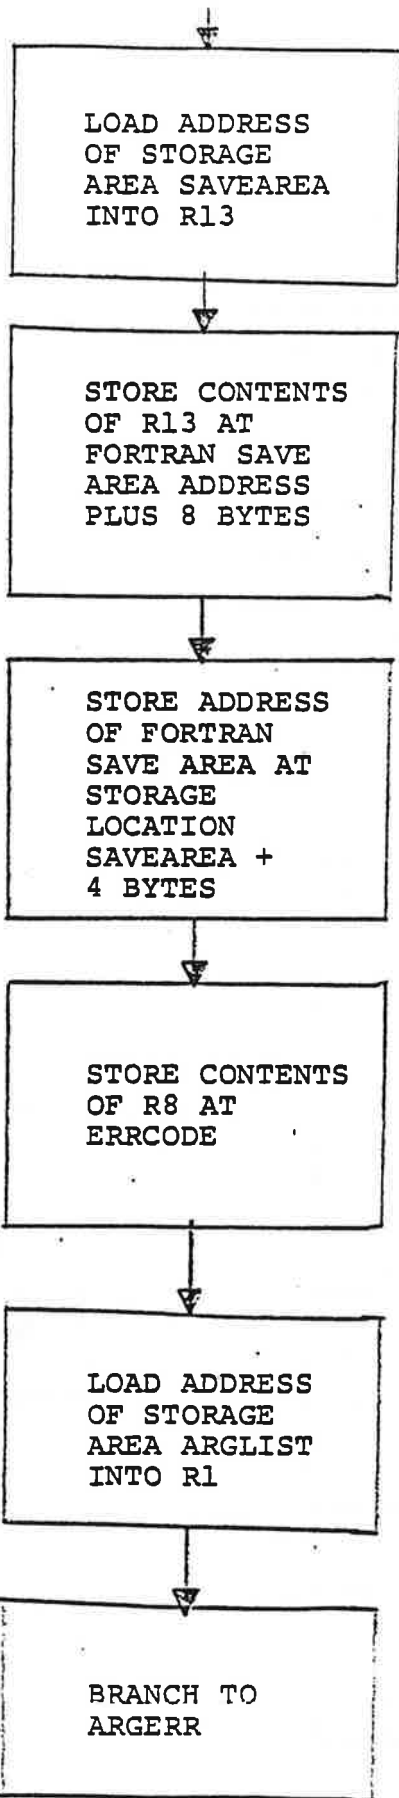 LOAD ADDRESS
OF STORAGE
AREA SAVEAREA
INTO R13
STORE CONTENTS
OF R13 AT
FORTRAN SAVE
AREA ADDRESS
PLUS 8 BYTES
STORE ADDRESS
OF FORTRAN
SAVE AREA AT
STORAGE
LOCATION
SAVEAREA +
4 BYTES
STORE CONTENTS
OF R8 AT
ERRCODE
LOAD ADDRESS
OF STORAGE
AREA ARGLIST
INTO R1
BRANCH TO
ARGERR